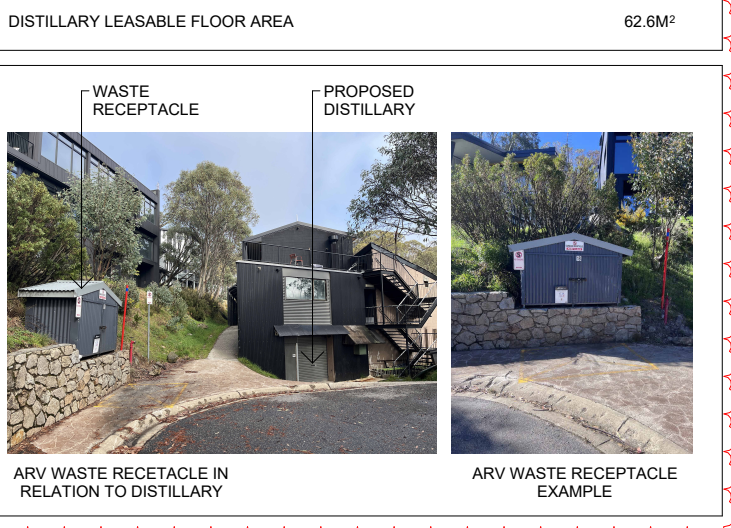 DISTILLARY LEASABLE FLOOR AREA 62.6M²
WASTE
RECEPTACLE
PROPOSED
DISTILLARY
ARV WASTE RECETACLE IN
RELATION TO DISTILLARY
ARV WASTE RECEPTACLE
EXAMPLE